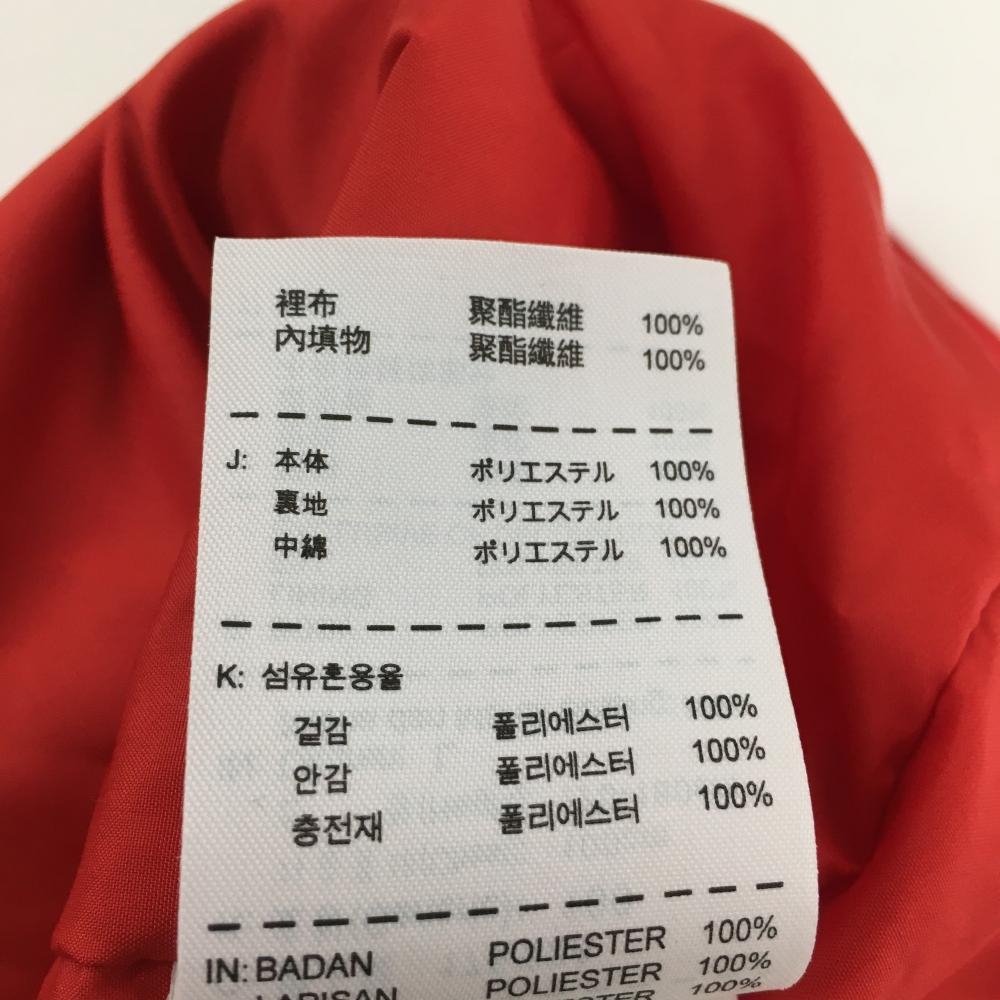 裡布 聚酯纖維 100%
內填物 聚酯纖維 100%
J: 本体 ポリエステル 100%
裏地 ポリエステル 100%
中綿 ポリエステル 100%
K: 섬유혼용율
겉감 폴리에스터 100%
안감 폴리에스터 100%
충전재 폴리에스터 100%
IN: BADAN POLIESTER 100%
LAPISAN POLIESTER 100%
POLIESTER 100%